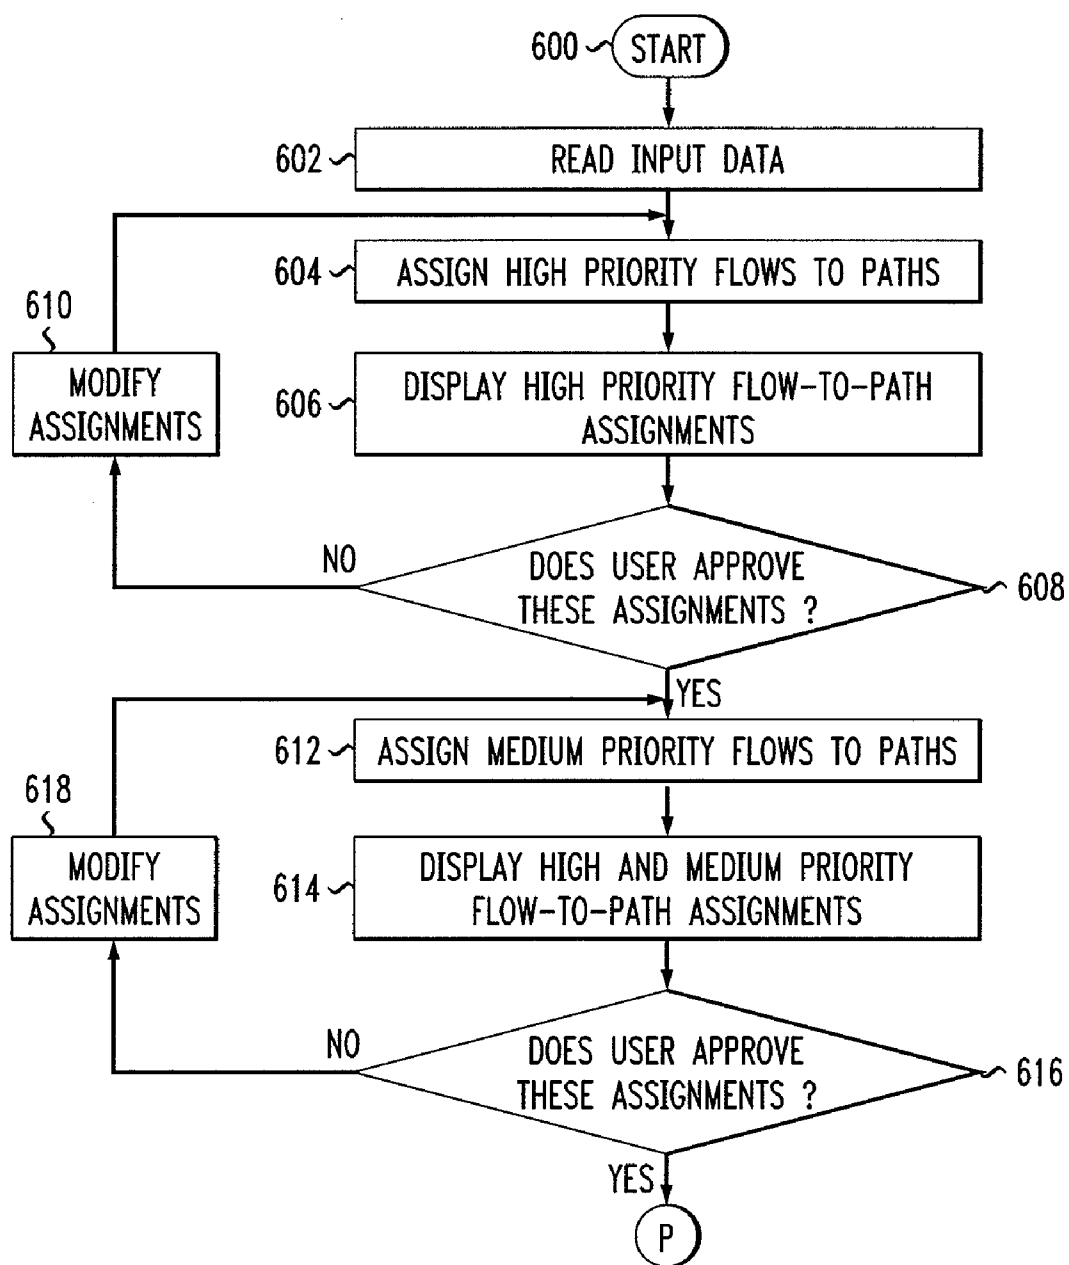 600 START
602 READ INPUT DATA
604 ASSIGN HIGH PRIORITY FLOWS TO PATHS
610
MODIFY
ASSIGNMENTS
606 DISPLAY HIGH PRIORITY FLOW-TO-PATH
ASSIGNMENTS
NO
DOES USER APPROVE
THESE ASSIGNMENTS ?
608
YES
612 ASSIGN MEDIUM PRIORITY FLOWS TO PATHS
618
MODIFY
ASSIGNMENTS
614 DISPLAY HIGH AND MEDIUM PRIORITY
FLOW-TO-PATH ASSIGNMENTS
NO
DOES USER APPROVE
THESE ASSIGNMENTS ?
616
YES
P